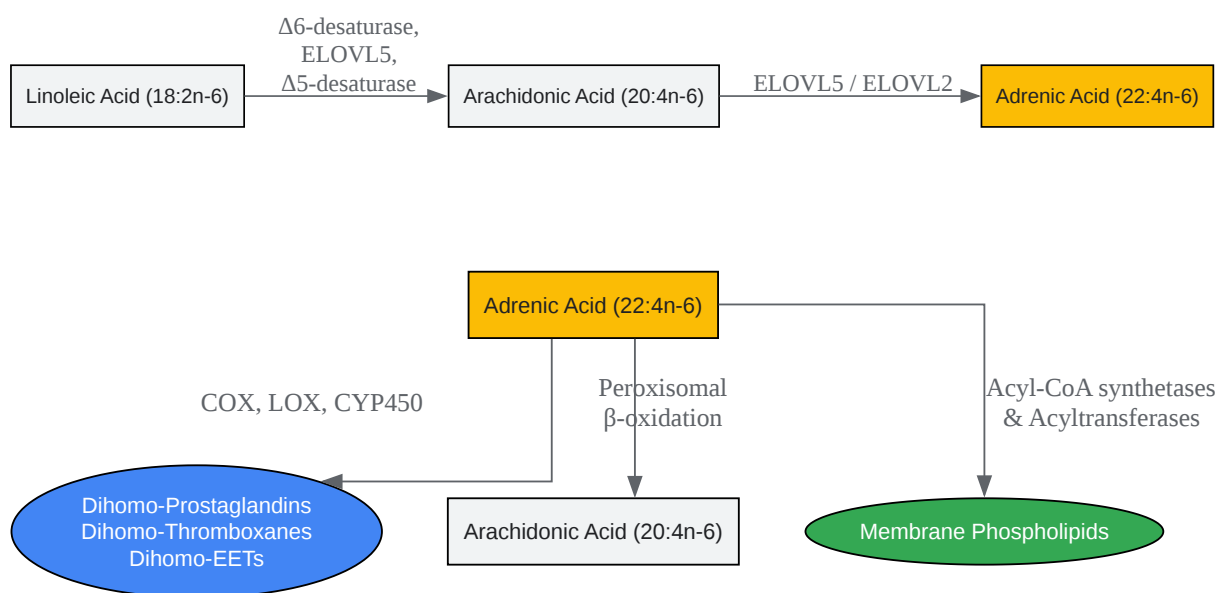 Δ6-desaturase,
ELOVL5,
Δ5-desaturase
Linoleic Acid (18:2n-6)
Arachidonic Acid (20:4n-6)
ELOVL5 / ELOVL2
Adrenic Acid (22:4n-6)
Adrenic Acid (22:4n-6)
COX, LOX, CYP450
Peroxisomal
β-oxidation
Acyl-CoA synthetases
& Acyltransferases
Dihomo-Prostaglandins
Dihomo-Thromboxanes
Dihomo-EETs
Arachidonic Acid (20:4n-6)
Membrane Phospholipids